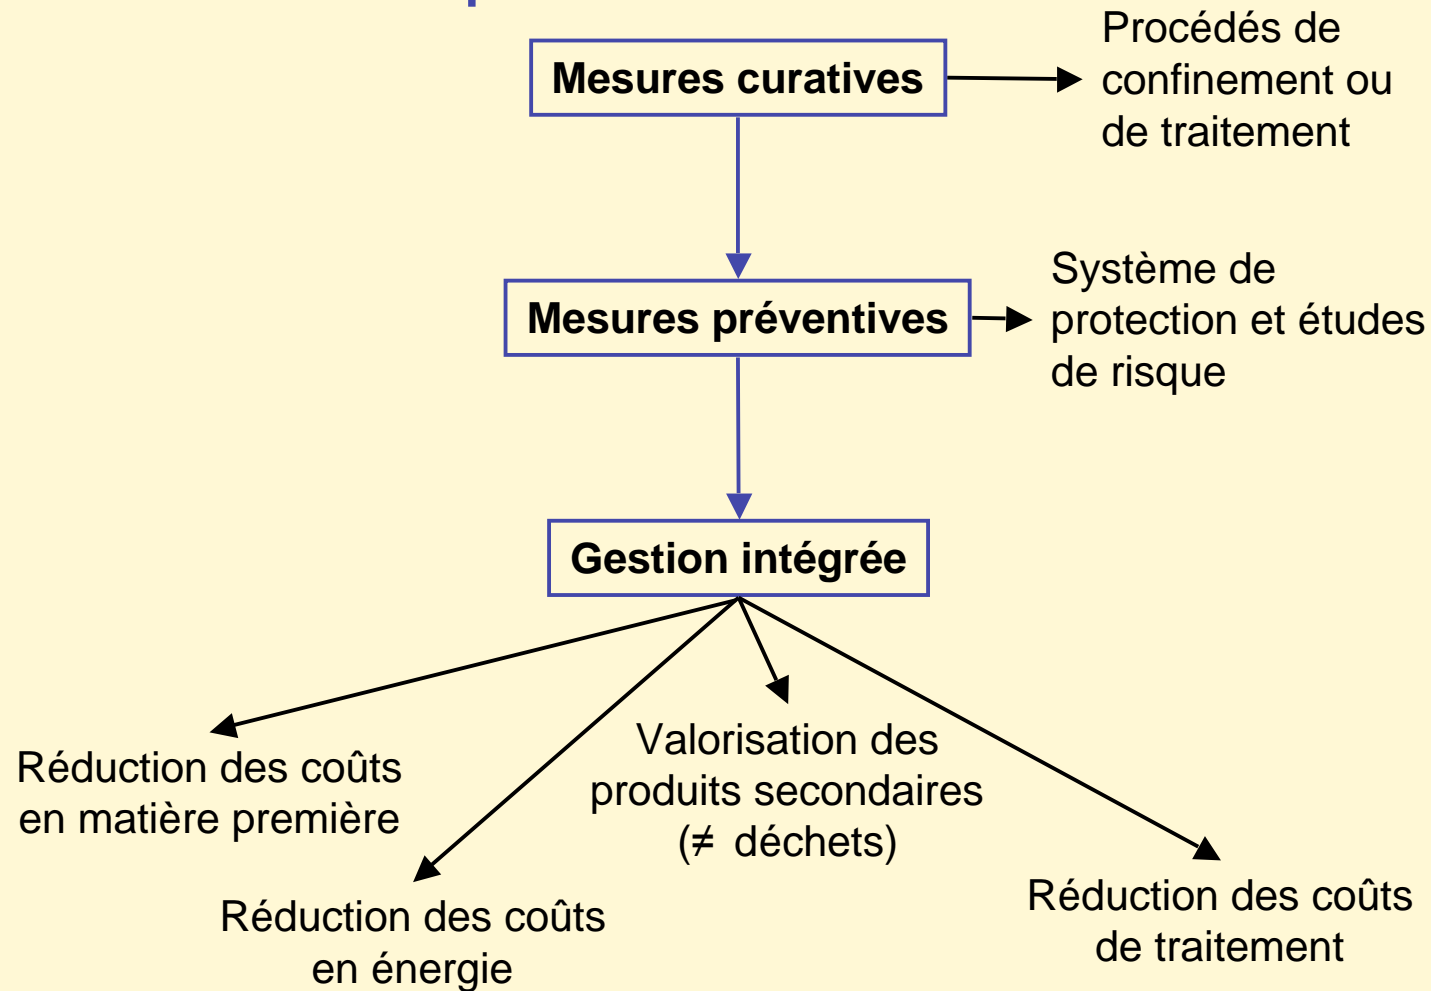 Mesures curatives
Procédés de
confinement ou
de traitement
Mesures préventives
Système de
protection et études
de risque
Gestion intégrée
Réduction des coûts
en matière première
Réduction des coûts
en énergie
Valorisation des
produits secondaires
(≠ déchets)
Réduction des coûts
de traitement